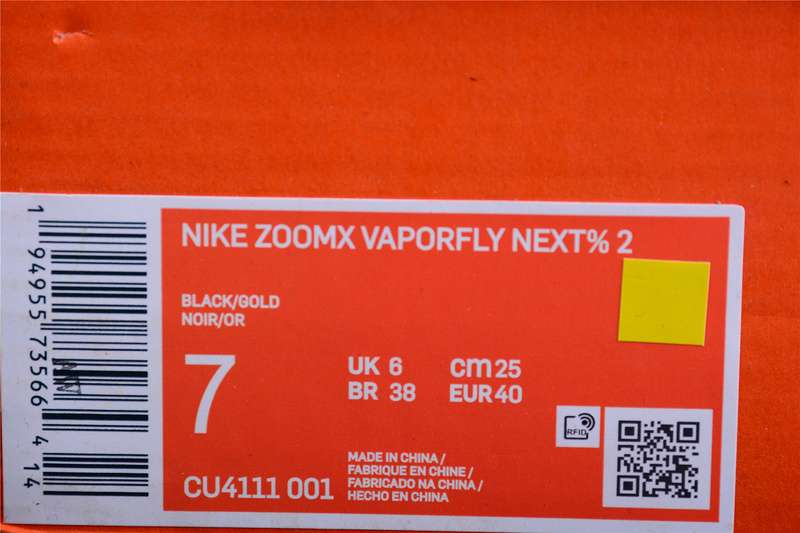 NIKE ZOOMX VAPORFLY NEXT% 2
BLACK/GOLD
NOIR/OR
7
UK 6
cm 25
BR 38
EUR 40
RFID
MADE IN CHINA /
FABRIQUE EN CHINE /
FABRICADO NA CHINA /
HECHO EN CHINA
CU4111 001
1 94955 73566 4 14